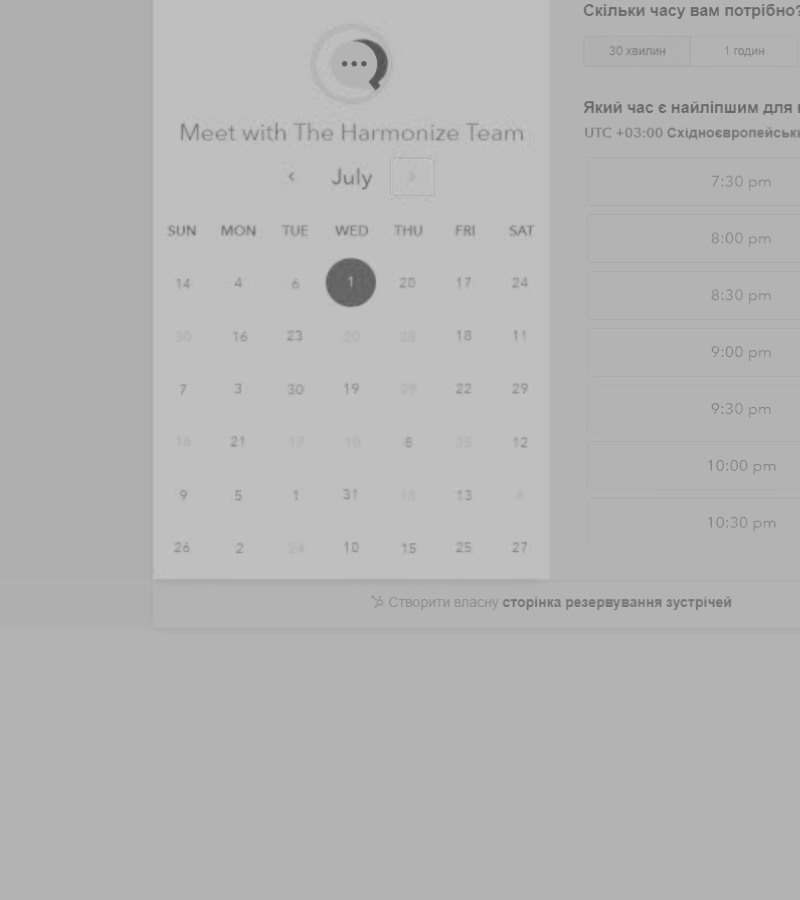 Meet with The Harmonize Team
‹ July ›
SUN MON TUE WED THU FRI SAT
14 4 6 1 20 17 24
30 16 23 20 28 18 11
7 3 30 19 29 22 29
16 21 17 10 8 12
9 5 1 31 18 13
26 2 24 10 15 25 27
Скільки часу вам потрібно?
30 хвилин 1 годин
Який час є найліпшим для
UTC +03:00
7:30 pm
8:00 pm
8:30 pm
9:00 pm
9:30 pm
10:00 pm
10:30 pm
Створити власну сторінка резервування зустрічей